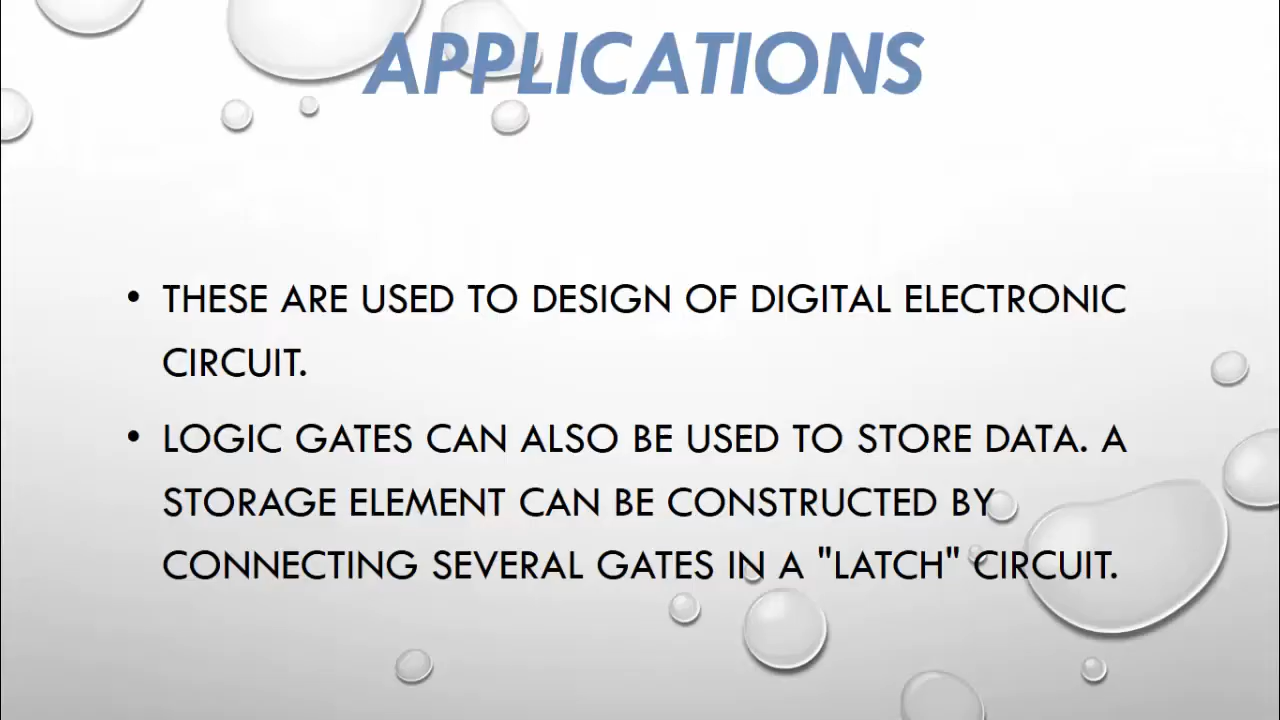 APPLICATIONS
• THESE ARE USED TO DESIGN OF DIGITAL ELECTRONIC
CIRCUIT.
• LOGIC GATES CAN ALSO BE USED TO STORE DATA. A
STORAGE ELEMENT CAN BE CONSTRUCTED BY
CONNECTING SEVERAL GATES IN A "LATCH" CIRCUIT.